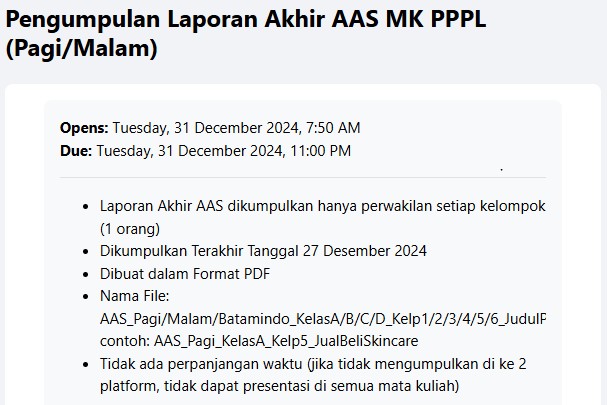 Pengumpulan Laporan Akhir AAS MK PPPL
(Pagi/Malam)
Opens: Tuesday, 31 December 2024, 7:50 AM
Due: Tuesday, 31 December 2024, 11:00 PM
Laporan Akhir AAS dikumpulkan hanya perwakilan setiap kelompok
(1 orang)
Dikumpulkan Terakhir Tanggal 27 Desember 2024
Dibuat dalam Format PDF
Nama File:
AAS_Pagi/Malam/Batamindo_KelasA/B/C/D_Kelp1/2/3/4/5/6_JudulP
contoh: AAS_Pagi_KelasA_Kelp5_JualBeliSkincare
Tidak ada perpanjangan waktu (jika tidak mengumpulkan di ke 2
platform, tidak dapat presentasi di semua mata kuliah)